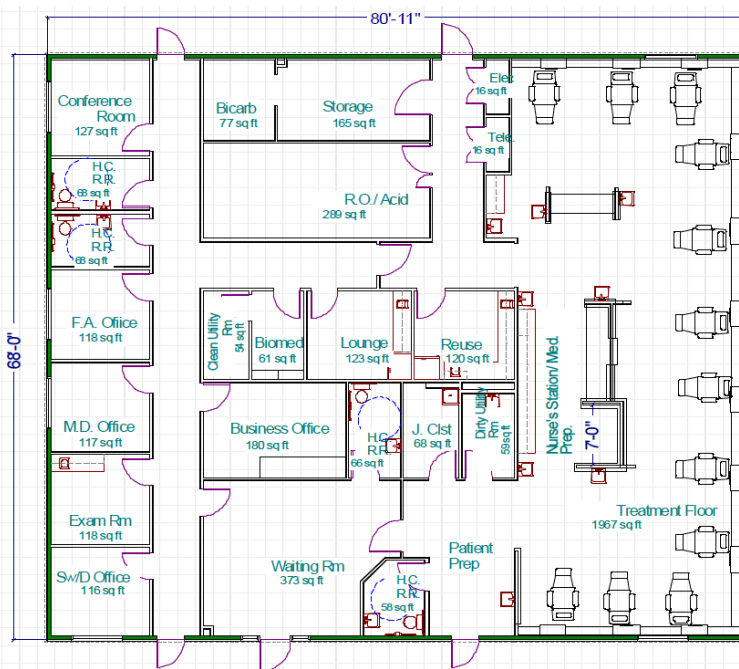 80'-11"
68'-0"
Conference
Room
127 sq ft
Bicarb
77 sq ft
Storage
165 sq ft
Elec
16 sq ft
Tele.
16 sq ft
H.C.
R.R.
68 sq ft
R.O./ Acid
289 sq ft
H.C.
R.R.
68 sq ft
F.A. Office
118 sq ft
Clean Utility
Rm
54 sq ft
Biomed
61 sq ft
Lounge
123 sq ft
Reuse
120 sq ft
Nurse's Station/ Med.
Prep.
7'-0"
M.D. Office
117 sq ft
Business Office
180 sq ft
H.C.
R.R.
66 sq ft
J. Clst
68 sq ft
Dirty Utility
Rm
59 sq ft
Exam Rm
118 sq ft
Treatment Floor
1967 sq ft
Sw/D Office
116 sq ft
Waiting Rm
373 sq ft
Patient
Prep
H.C.
R.R.
58 sq ft